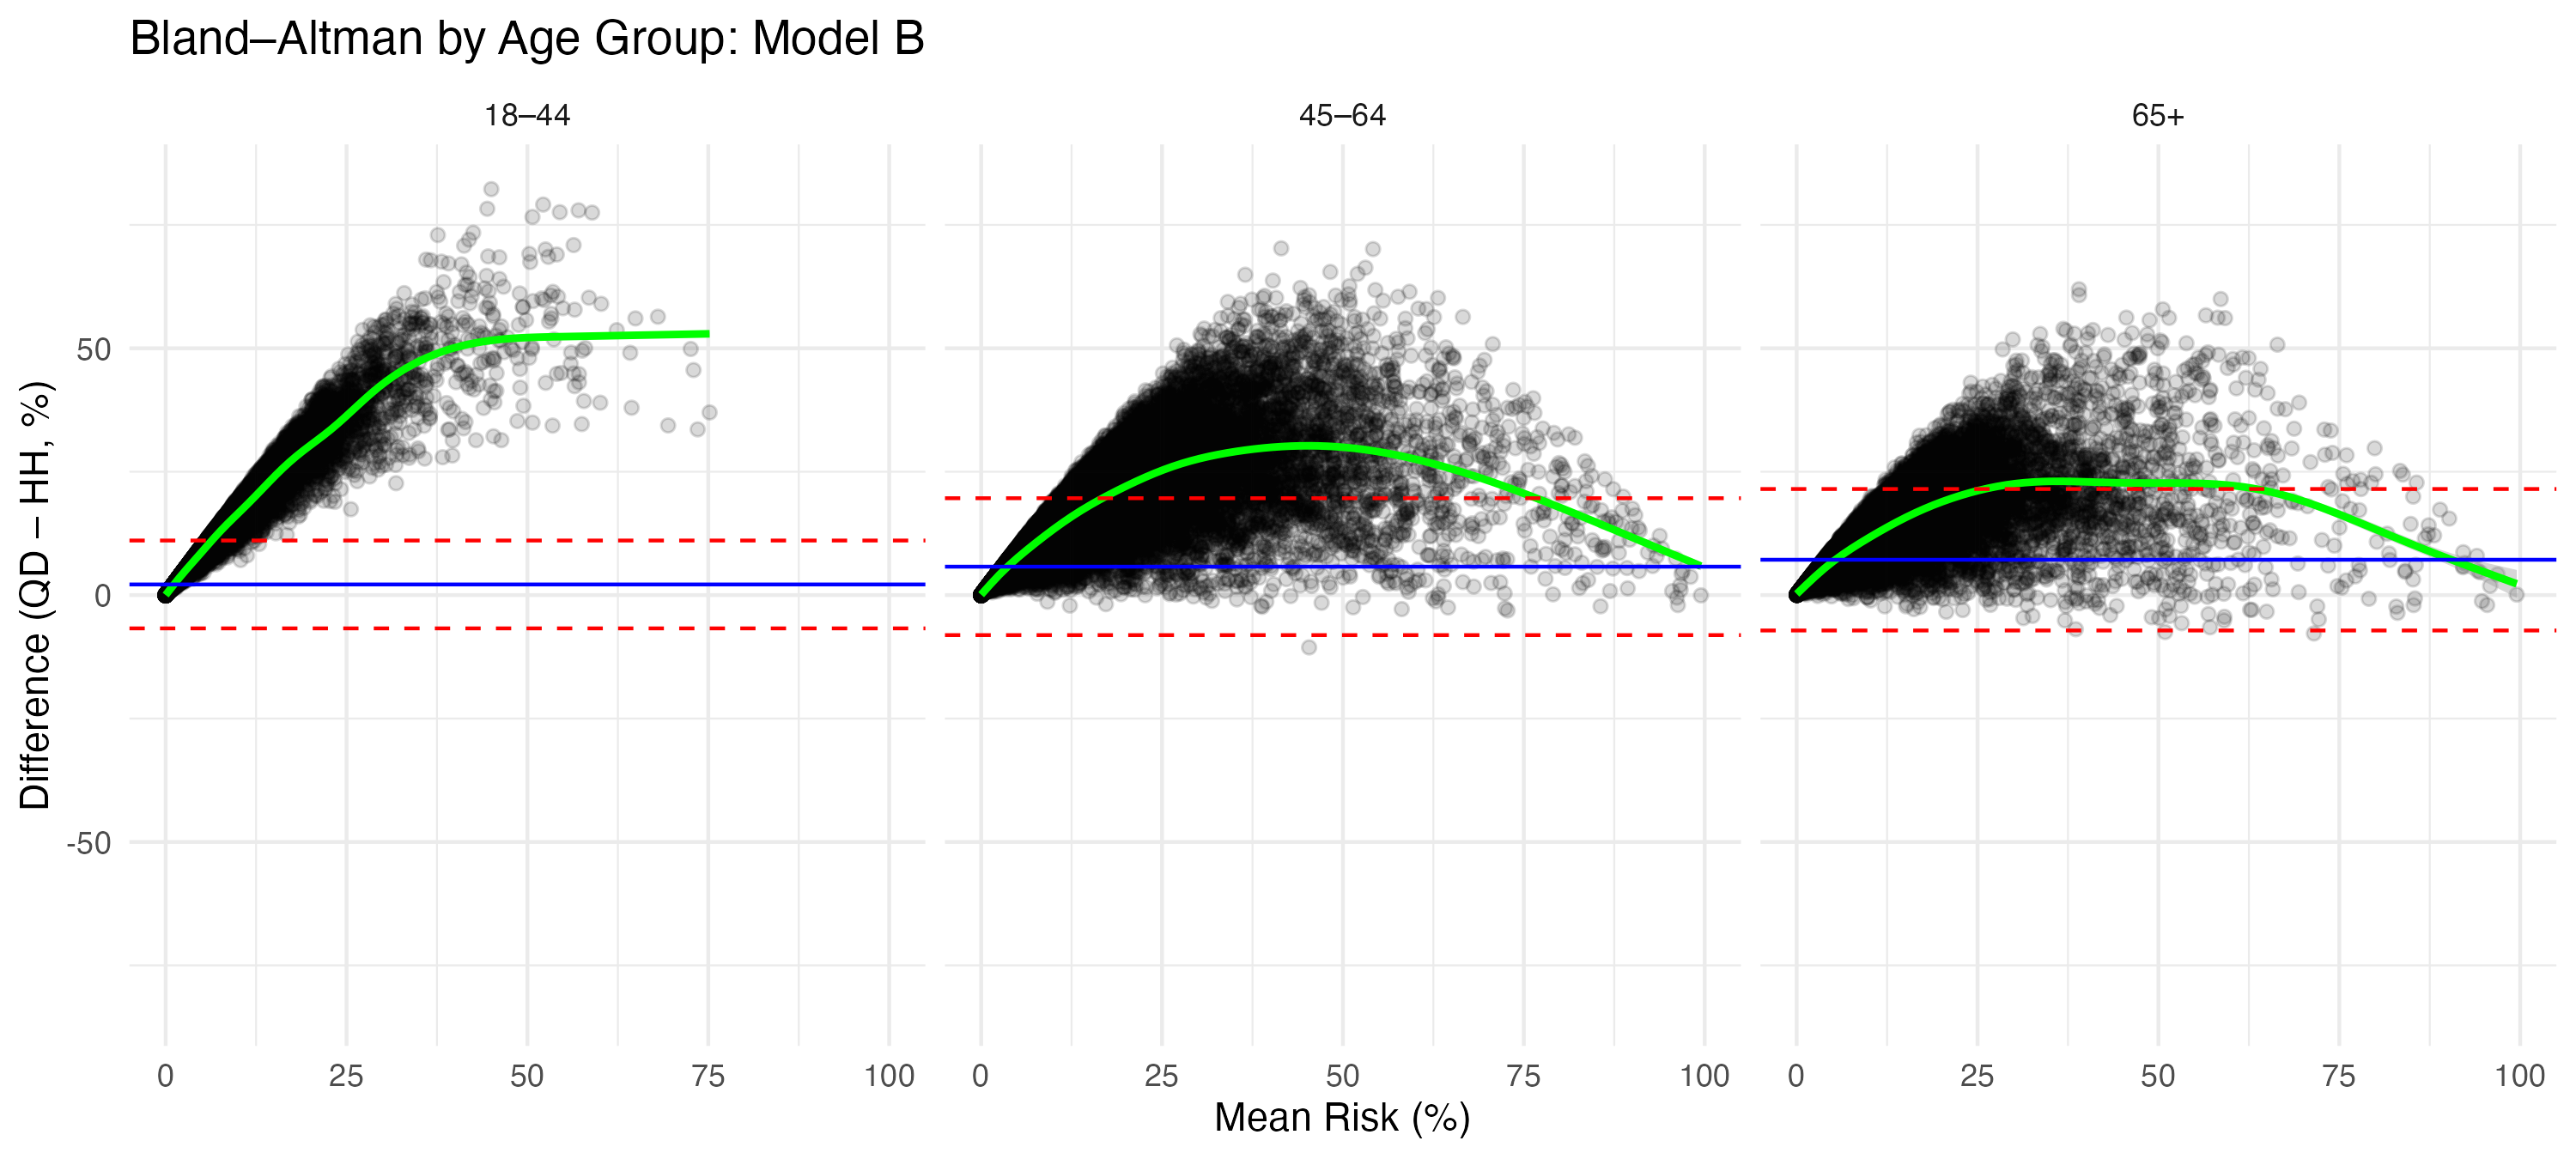 Bland–Altman by Age Group: Model B
18–44 45–64 65+
Difference (QD – HH, %)
50
0
-50
0 25 50 75 100 0 25 50 75 100 0 25 50 75 100
Mean Risk (%)